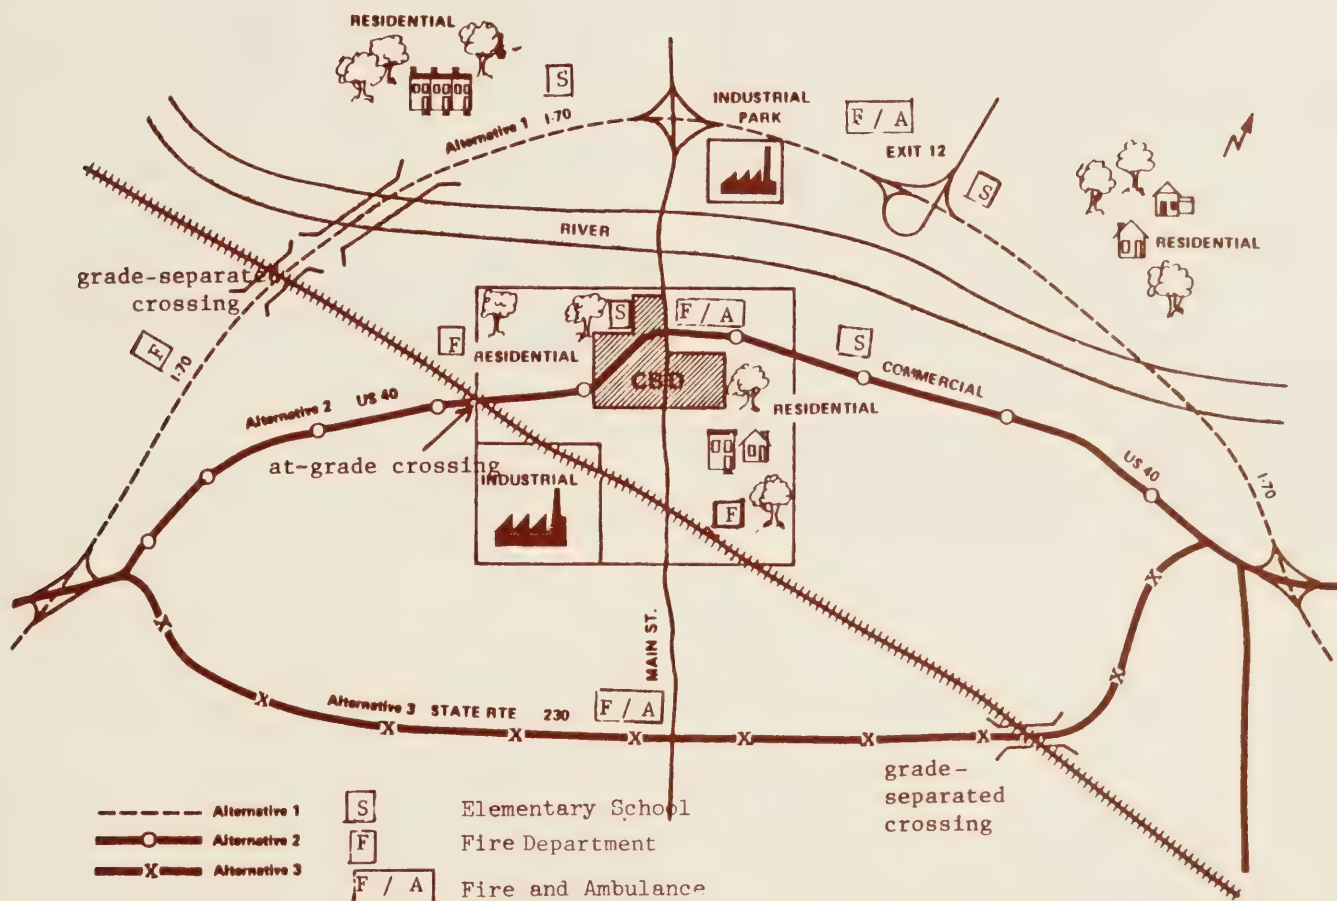 RESIDENTIAL
S
Alternative 1 I-70
INDUSTRIAL
PARK
F / A
EXIT 12
S
RESIDENTIAL
RIVER
grade-separated
crossing
F
I-70
F
RESIDENTIAL
S
F / A
CBD
S
COMMERCIAL
RESIDENTIAL
Alternative 2 US 40
at-grade crossing
INDUSTRIAL
F
US 40
I-70
MAIN ST.
Alternative 3 STATE RTE 230
F / A
grade-
separated
crossing
Alternative 1
Alternative 2
Alternative 3
S Elementary School
F Fire Department
F / A Fire and Ambulance